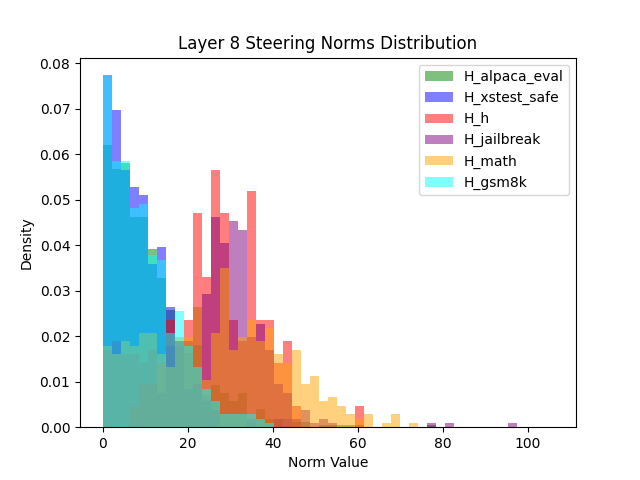 Layer 8 Steering Norms Distribution
H_alpaca_eval
H_xstest_safe
H_h
H_jailbreak
H_math
H_gsm8k
Density
0.08
0.07
0.06
0.05
0.04
0.03
0.02
0.01
0.00
0 20 40 60 80 100
Norm Value